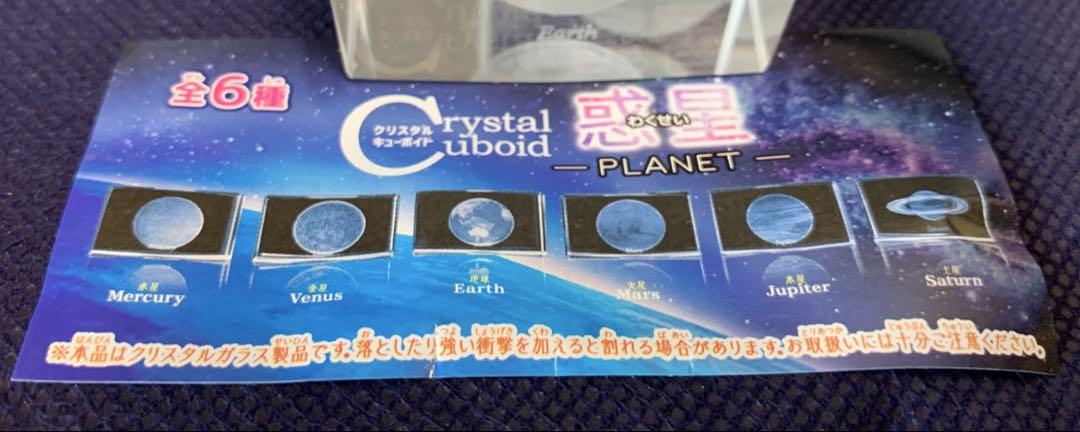 Earth
全6種
クリスタル
キューボイド
Crystal
Cuboid
惑星
わくせい
― PLANET ―
水星
Mercury
金星
Venus
地球
Earth
火星
Mars
木星
Jupiter
土星
Saturn
※本品はクリスタルガラス製品です。落としたり強い衝撃を加えると割れる場合があります。お取扱いには十分ご注意ください。